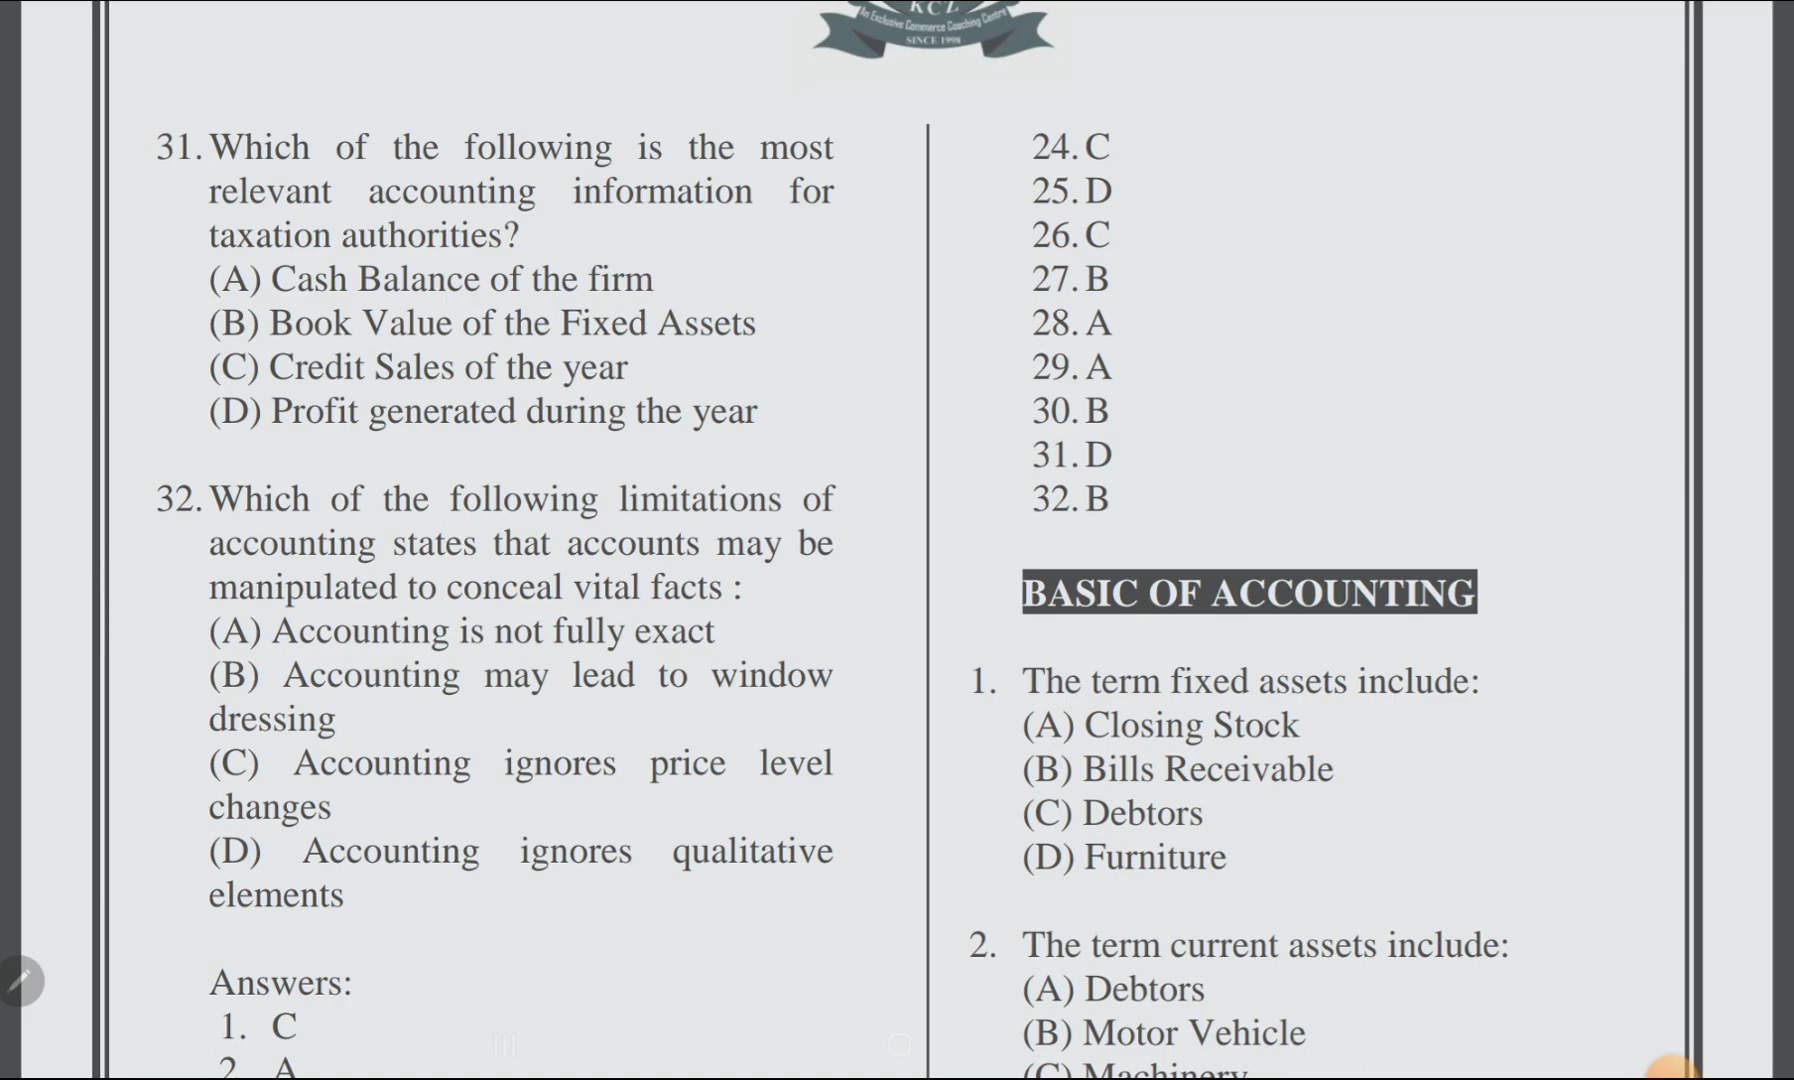 KCL
An Exclusive Commerce Coaching Centre
SINCE 1998
31. Which of the following is the most
relevant accounting information for
taxation authorities?
(A) Cash Balance of the firm
(B) Book Value of the Fixed Assets
(C) Credit Sales of the year
(D) Profit generated during the year
32. Which of the following limitations of
accounting states that accounts may be
manipulated to conceal vital facts :
(A) Accounting is not fully exact
(B) Accounting may lead to window
dressing
(C) Accounting ignores price level
changes
(D) Accounting ignores qualitative
elements
Answers:
1. C
2. A
24. C
25. D
26. C
27. B
28. A
29. A
30. B
31. D
32. B
BASIC OF ACCOUNTING
1. The term fixed assets include:
(A) Closing Stock
(B) Bills Receivable
(C) Debtors
(D) Furniture
2. The term current assets include:
(A) Debtors
(B) Motor Vehicle
(C) Machinery